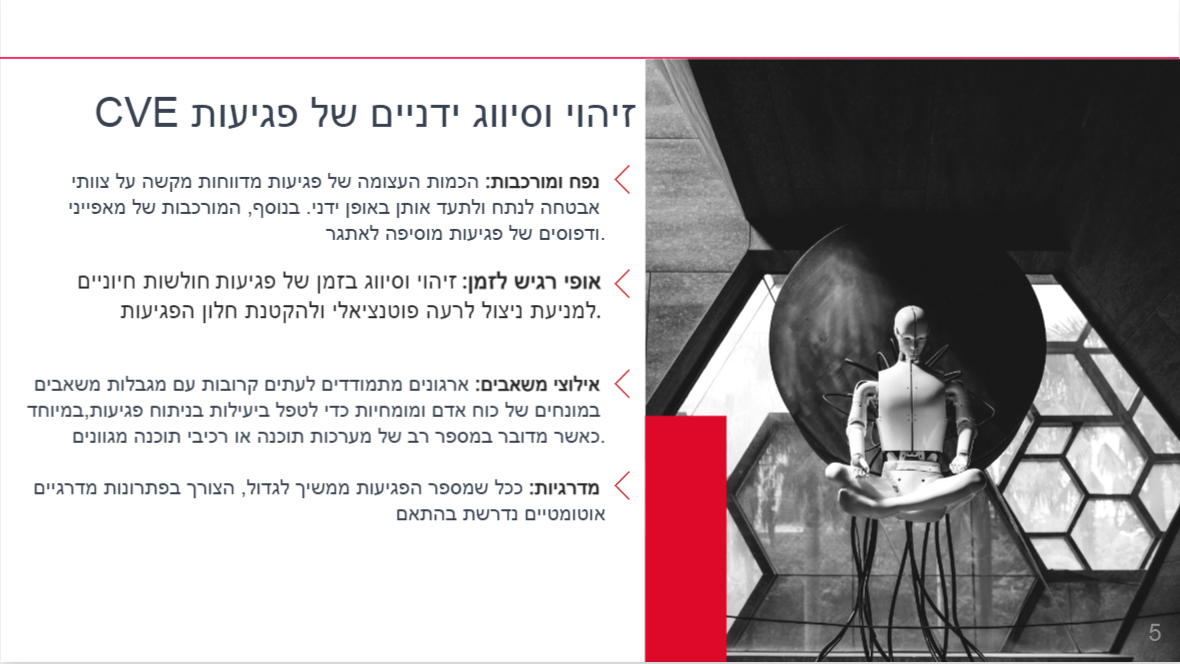 זיהוי וסיווג ידניים של פגיעות CVE
נפח ומורכבות: הכמות העצומה של פגיעות מדווחות מקשה על צוותי
אבטחה לנתח ולתעד אותן באופן ידני. בנוסף, המורכבות של מאפייני
ודפוסים של פגיעות מוסיפה לאתגר.
אופי רגיש לזמן: זיהוי וסיווג בזמן של פגיעות חולשות חיוניים
למניעת ניצול לרעה פוטנציאלי ולהקטנת חלון הפגיעות.
אילוצי משאבים: ארגונים מתמודדים לעתים קרובות עם מגבלות משאבים
במונחים של כוח אדם ומומחיות כדי לטפל ביעילות בניתוח פגיעות,במיוחד
כאשר מדובר במספר רב של מערכות תוכנה או רכיבי תוכנה מגוונים.
מדרגיות: ככל שמספר הפגיעות ממשיך לגדול, הצורך בפתרונות מדרגיים
אוטומטיים נדרשת בהתאם
5